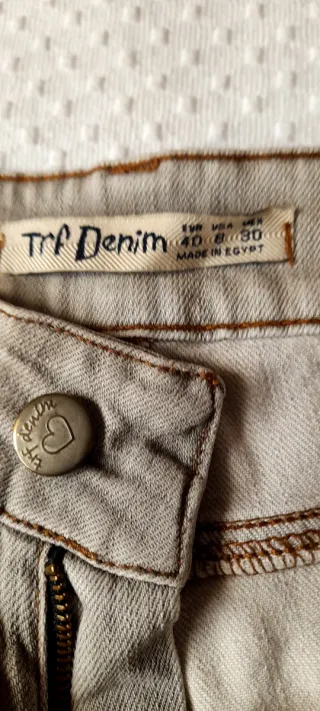 Trf Denim
EUR USA MEX
40 8 30
MADE IN EGYPT
trf denim